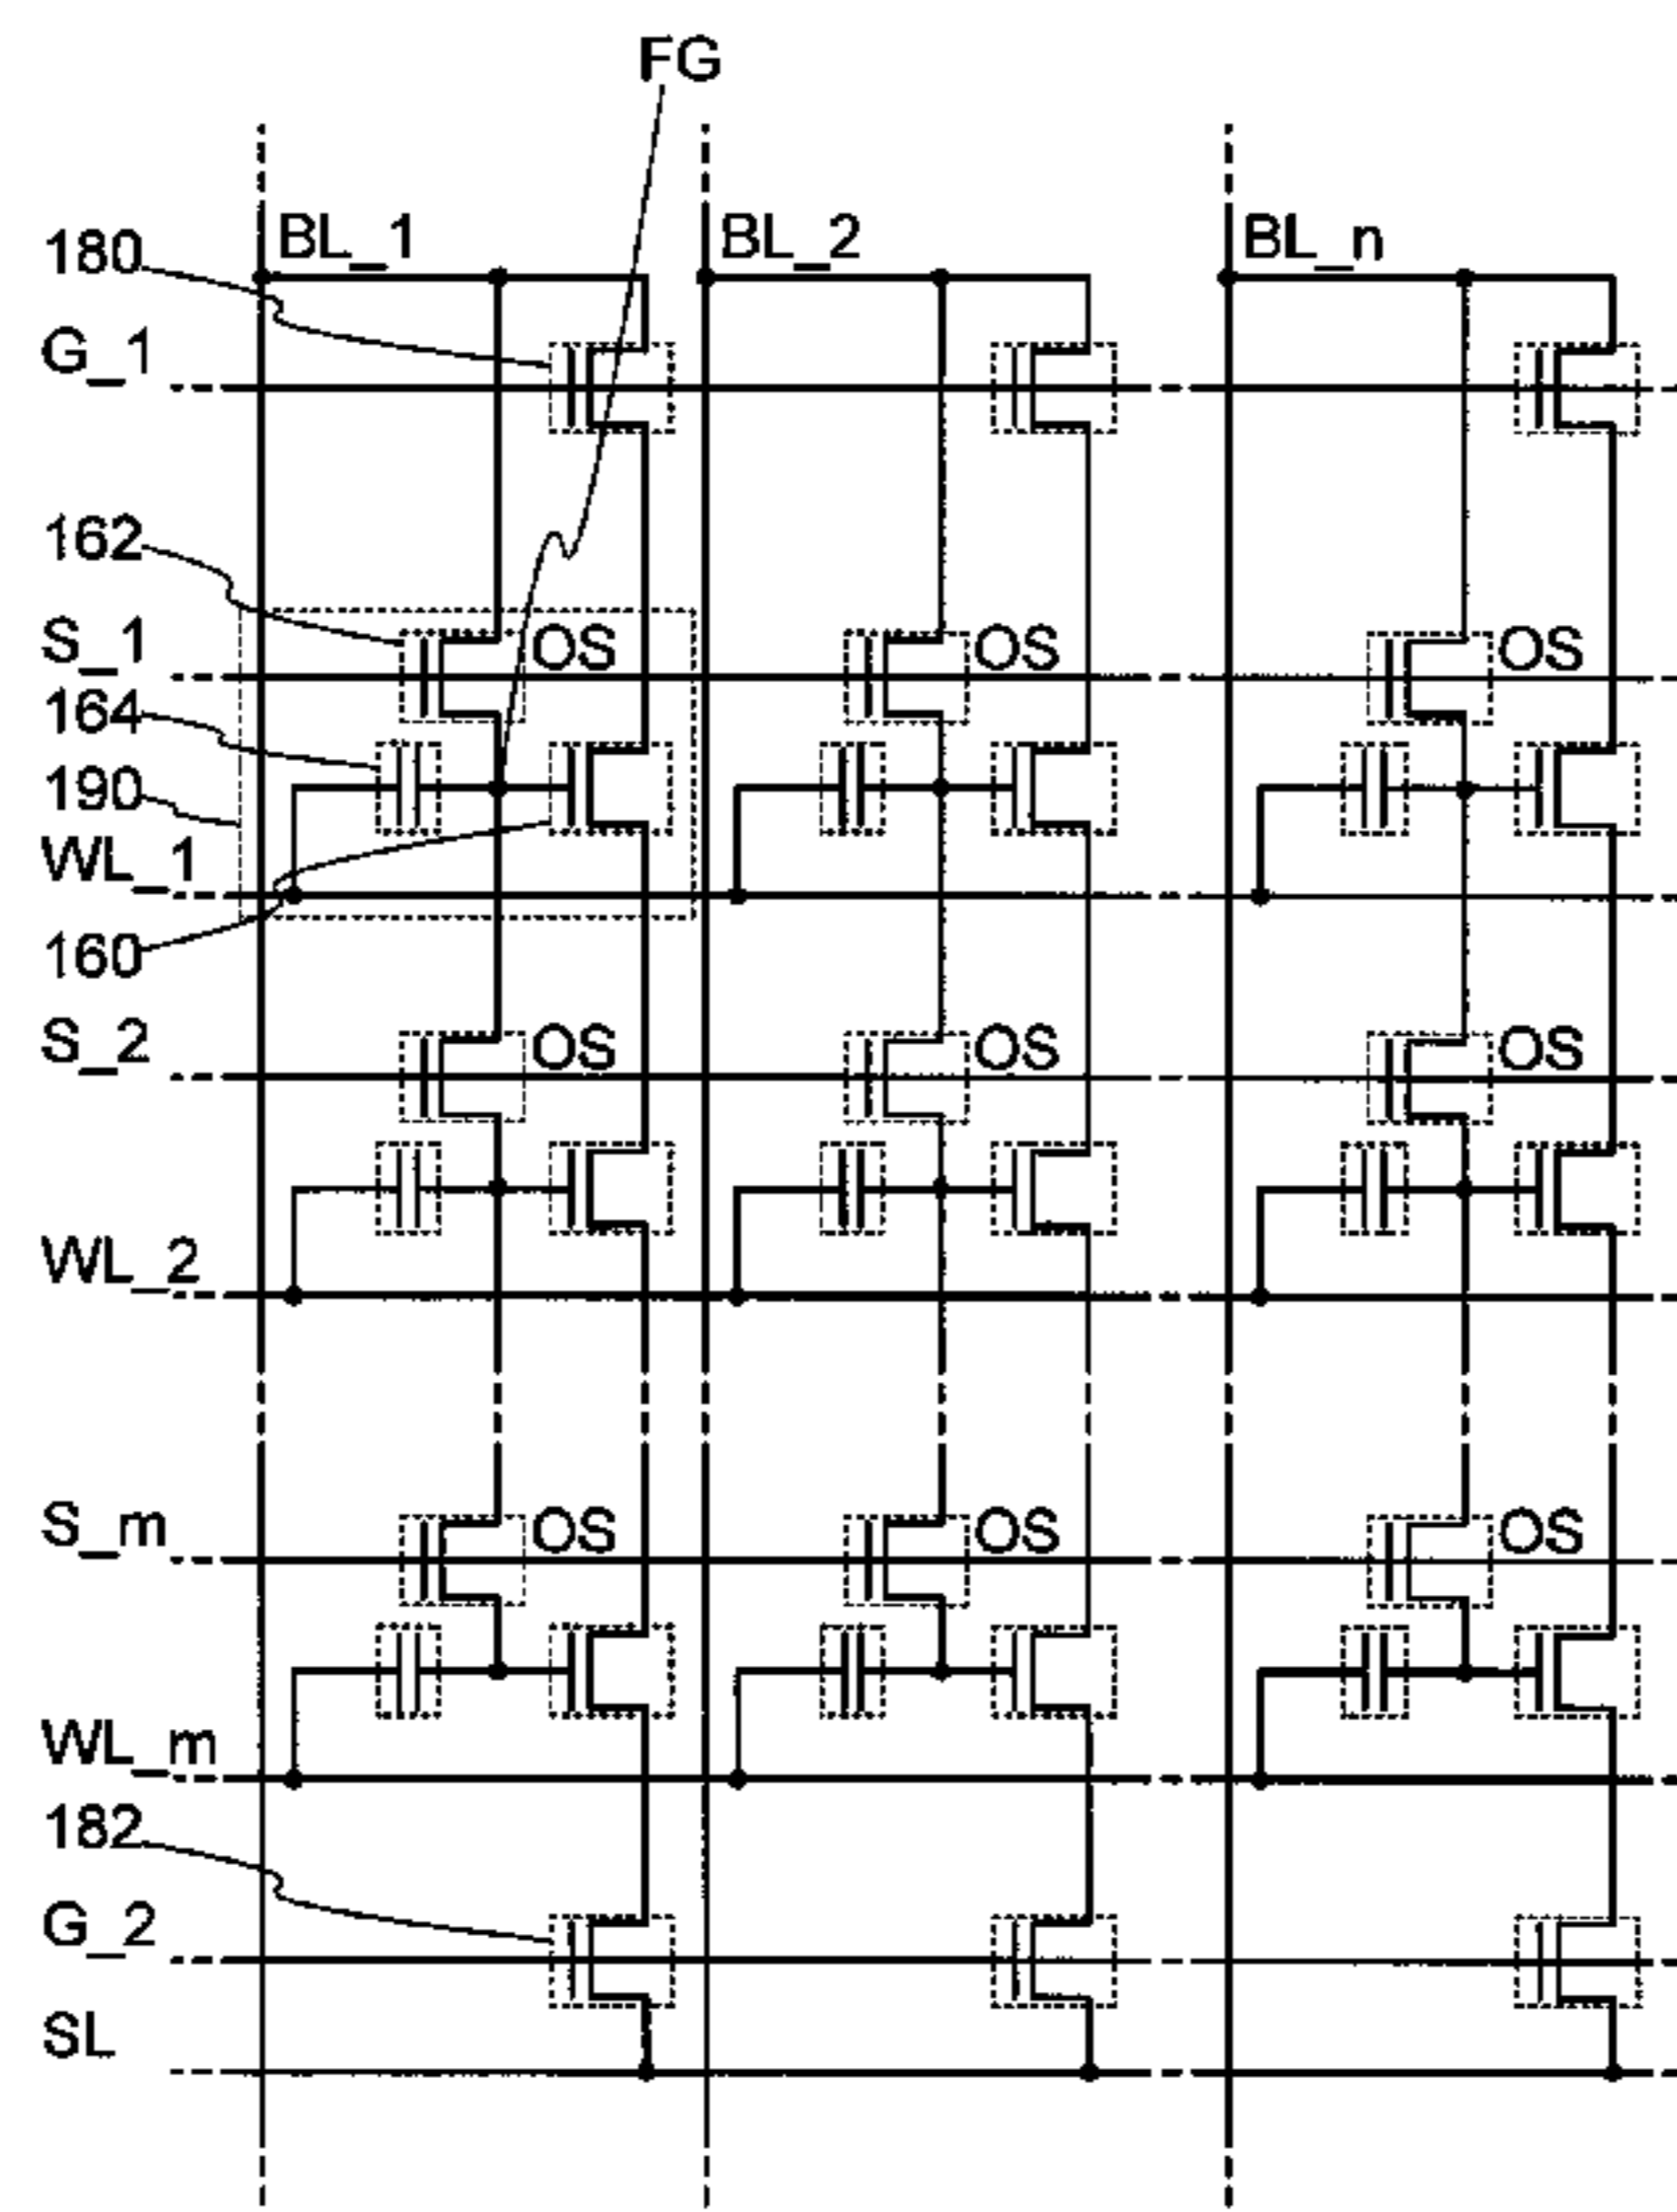 FG
BL_1 BL_2 BL_n
180
G_1
162
S_1 OS OS OS
164
190
WL_1
160
S_2 OS OS OS
WL_2
S_m OS OS OS
WL_m
182
G_2
SL